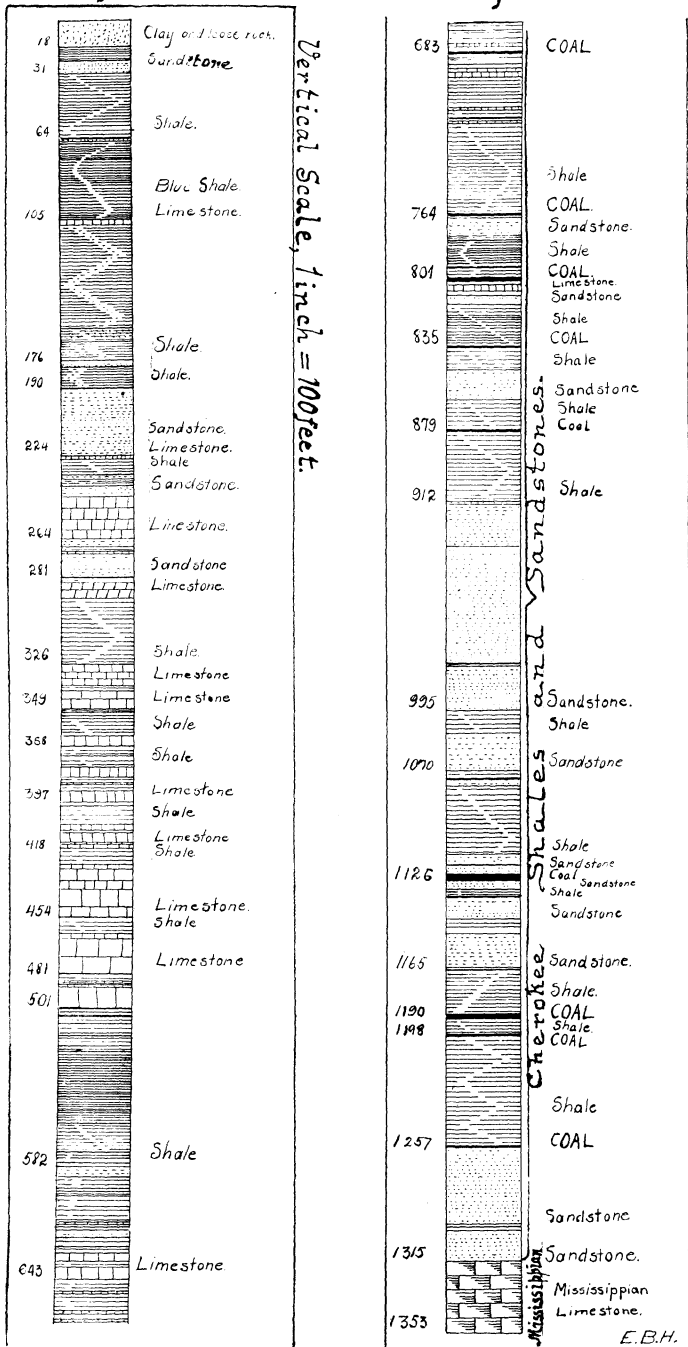 18 Clay and loose rock.
31 Sandstone
64 Shale.
Blue Shale.
105 Limestone.
176 Shale.
190 Shale.
Sandstone.
224 Limestone.
Shale
Sandstone.
264 Limestone.
281 Sandstone
Limestone.
326 Shale.
Limestone
349 Limestone
Shale
368
Shale
397 Limestone
Shale
418 Limestone
Shale
454 Limestone.
Shale
481 Limestone
501
582 Shale
643 Limestone.
Vertical Scale, 1 inch = 100 feet.
683 COAL
Shale
764 COAL.
Sandstone.
Shale
801 COAL.
Limestone.
Sandstone
Shale
835 COAL
Shale
Sandstone
Shale
879 Coal
912 Shale
995 Sandstone.
Shale
1090 Sandstone
Shale
Sandstone
1126 Coal
Sandstone
Shale
Sandstone
1165 Sandstone.
Shale.
1190 COAL
1198 Shale.
COAL
Shale
1257 COAL
Sandstone
1315 Sandstone.
Mississippian
Limestone.
1353
Cherokee Shales and Sandstones.
Mississippian
E.B.H.